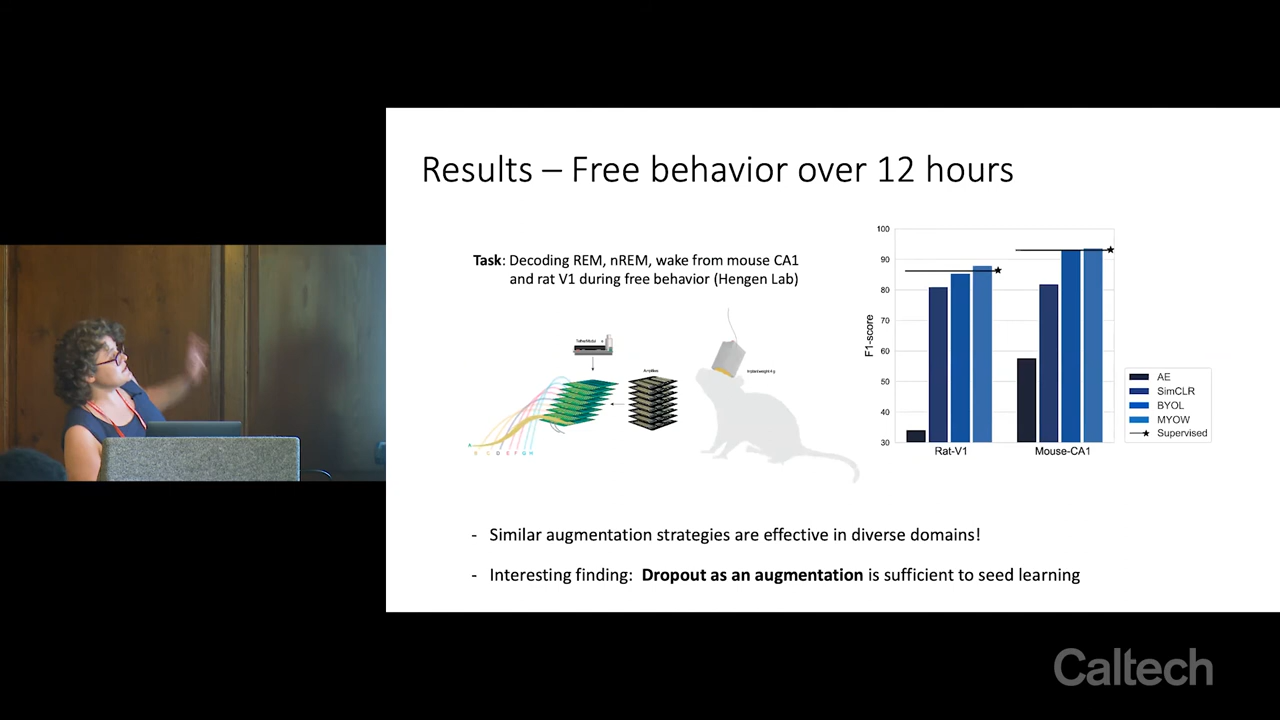 Results – Free behavior over 12 hours
Task: Decoding REM, nREM, wake from mouse CA1
and rat V1 during free behavior (Hengen Lab)
Amplifier
A
B C D E F G H
100
90
80
70
60
50
40
30
F1-score
Rat-V1
Mouse-CA1
AE
SimCLR
BYOL
MYOW
Supervised
- Similar augmentation strategies are effective in diverse domains!
- Interesting finding: Dropout as an augmentation is sufficient to seed learning
Caltech